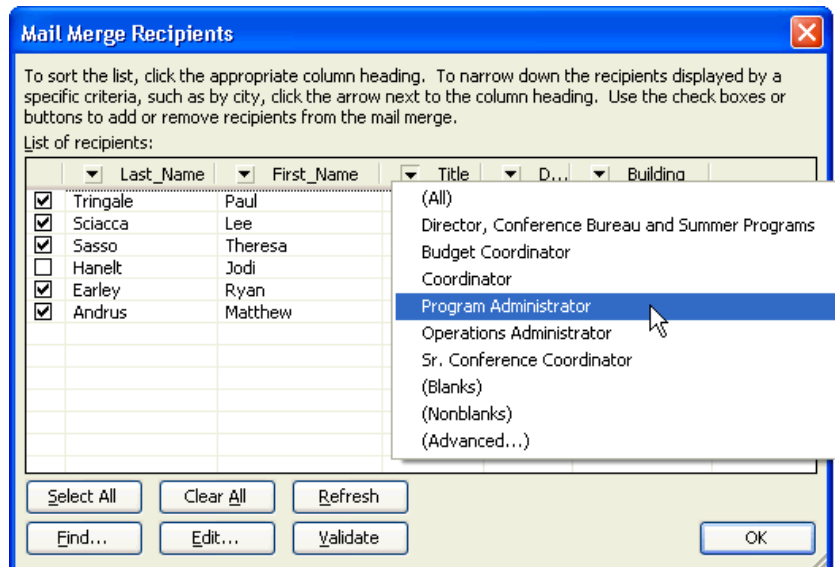 Mail Merge Recipients
To sort the list, click the appropriate column heading. To narrow down the recipients displayed by a
specific criteria, such as by city, click the arrow next to the column heading. Use the check boxes or
buttons to add or remove recipients from the mail merge.
List of recipients:
Last_Name First_Name Title D... Building
Tringale Paul
Sciacca Lee
Sasso Theresa
Hanelt Jodi
Earley Ryan
Andrus Matthew
(All)
Director, Conference Bureau and Summer Programs
Budget Coordinator
Coordinator
Program Administrator
Operations Administrator
Sr. Conference Coordinator
(Blanks)
(Nonblanks)
(Advanced...)
Select All Clear All Refresh
Find... Edit... Validate OK